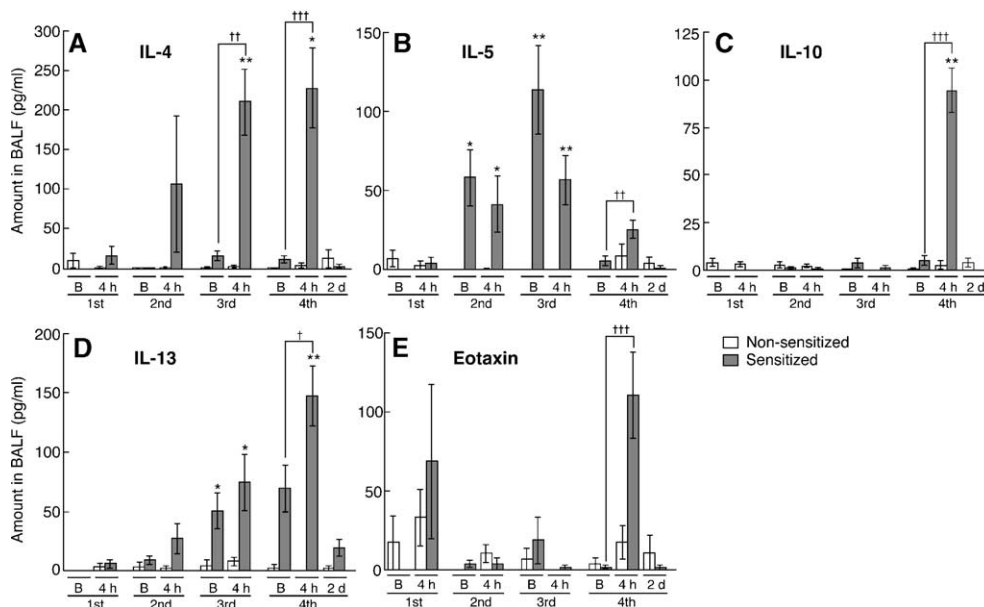 A IL-4
Amount in BALF (pg/ml)
300
250
200
150
100
50
0
††
**
†††
*
B 4 h B 4 h B 4 h B 4 h 2 d
1st 2nd 3rd 4th
B IL-5
150
100
50
0
*
*
**
**
††
B 4 h B 4 h B 4 h B 4 h 2 d
1st 2nd 3rd 4th
C IL-10
125
100
75
50
25
0
†††
**
B 4 h B 4 h B 4 h B 4 h 2 d
1st 2nd 3rd 4th
D IL-13
Amount in BALF (pg/ml)
200
150
100
50
0
*
*
†
**
B 4 h B 4 h B 4 h B 4 h 2 d
1st 2nd 3rd 4th
E Eotaxin
150
100
50
0
†††
B 4 h B 4 h B 4 h B 4 h 2 d
1st 2nd 3rd 4th
Non-sensitized
Sensitized